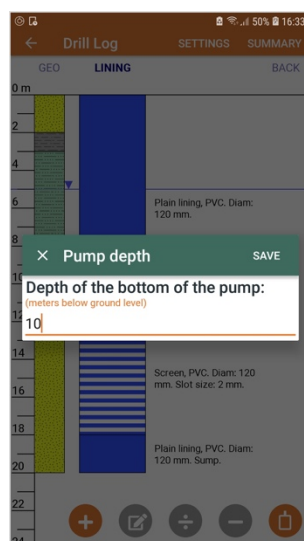 50% 16:33
Drill Log SETTINGS SUMMARY
GEO LINING BACK
0 m
2
4
6
Plain lining, PVC. Diam:
120 mm.
8
Pump depth SAVE
10
Depth of the bottom of the pump:
(meters below ground level)
12
10
14
Screen, PVC. Diam: 120
mm. Slot size: 2 mm.
16
18
Plain lining, PVC. Diam:
120 mm. Sump.
20
22
24